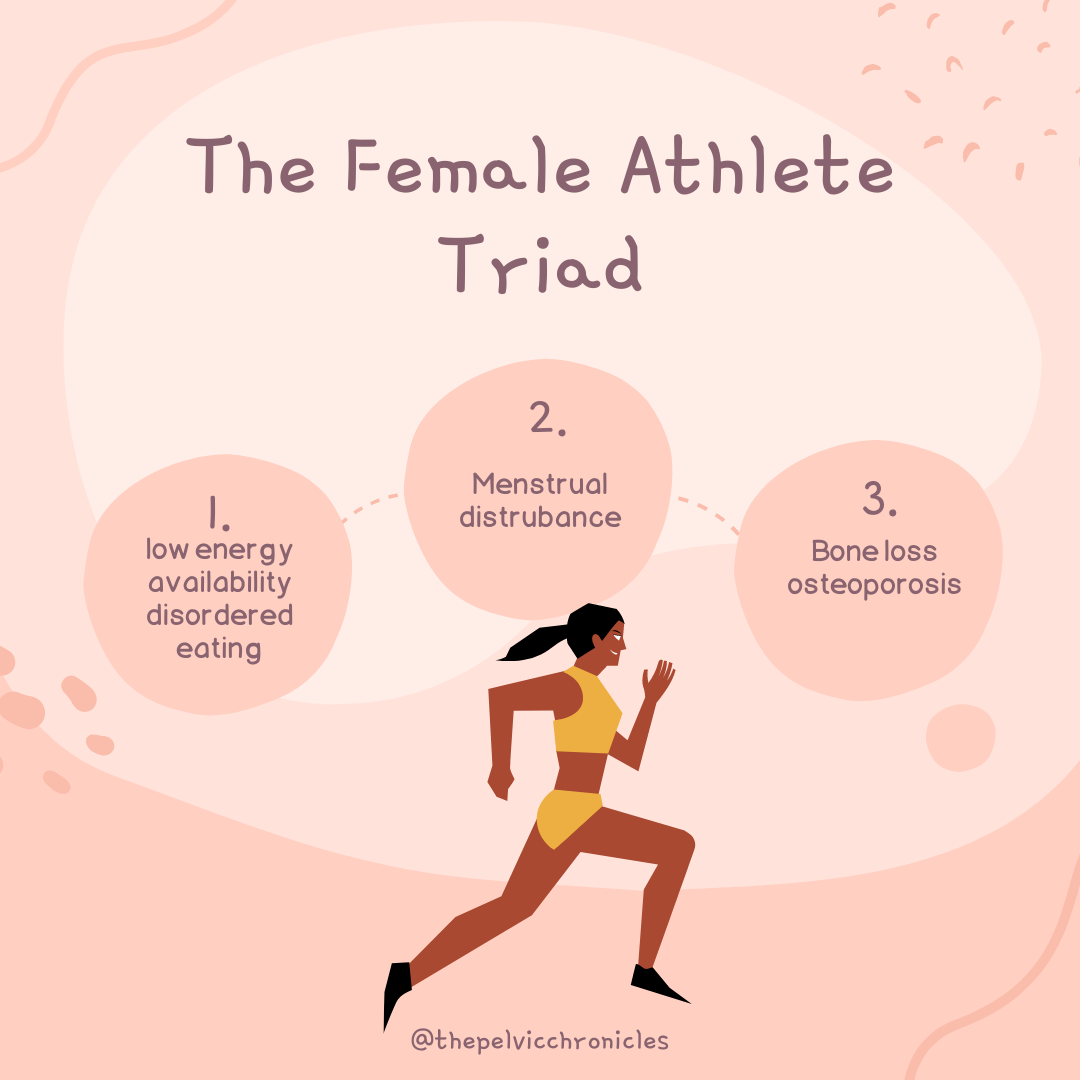 The Female Athlete
Triad
1.
low energy
availability
disordered
eating
2.
Menstrual
distrubance
3.
Bone loss
osteoporosis
@thepelvicchronicles